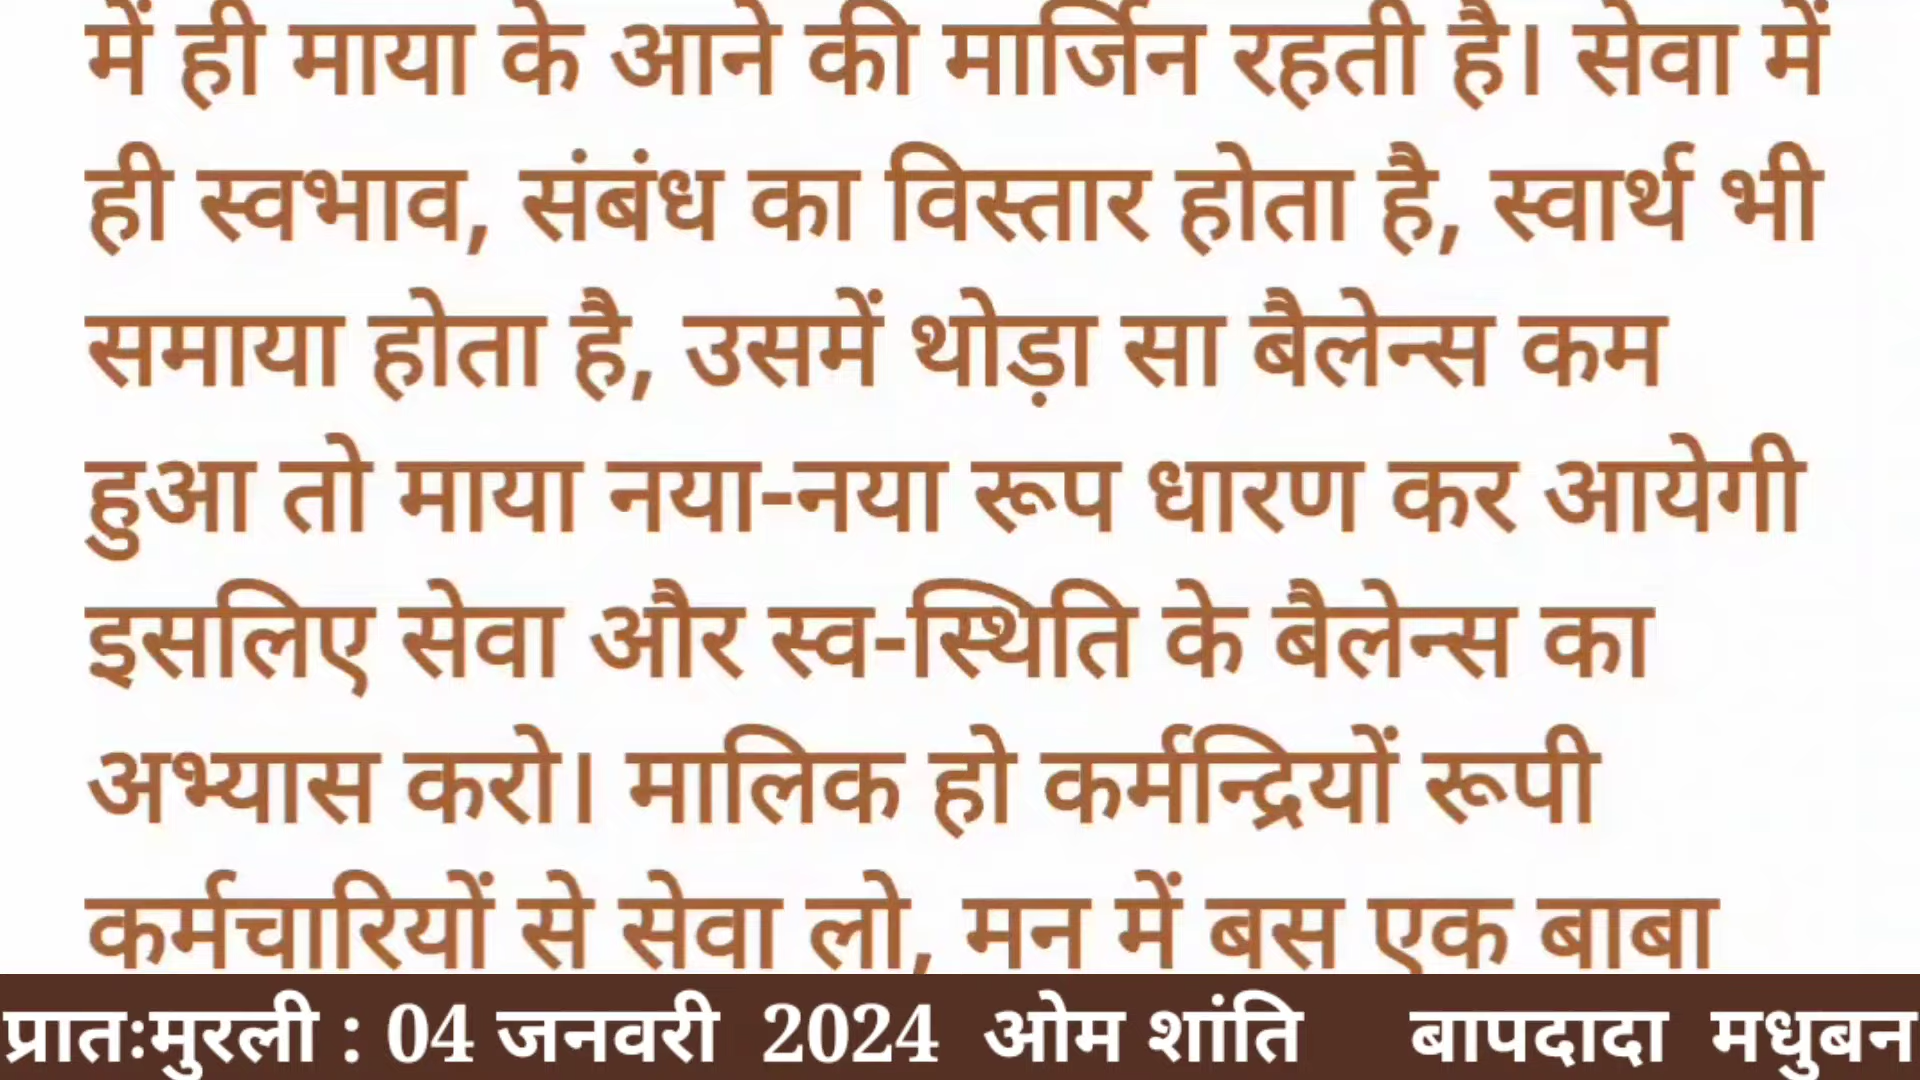 में ही माया के आने की मार्जिन रहती है। सेवा में
ही स्वभाव, संबंध का विस्तार होता है, स्वार्थ भी
समाया होता है, उसमें थोड़ा सा बैलेन्स कम
हुआ तो माया नया-नया रूप धारण कर आयेगी
इसलिए सेवा और स्व-स्थिति के बैलेन्स का
अभ्यास करो। मालिक हो कर्मन्द्रियों रूपी
कर्मचारियों से सेवा लो, मन में बस एक बाबा
प्रातःमुरली : 04 जनवरी 2024 ओम शांति बापदादा मधुबन